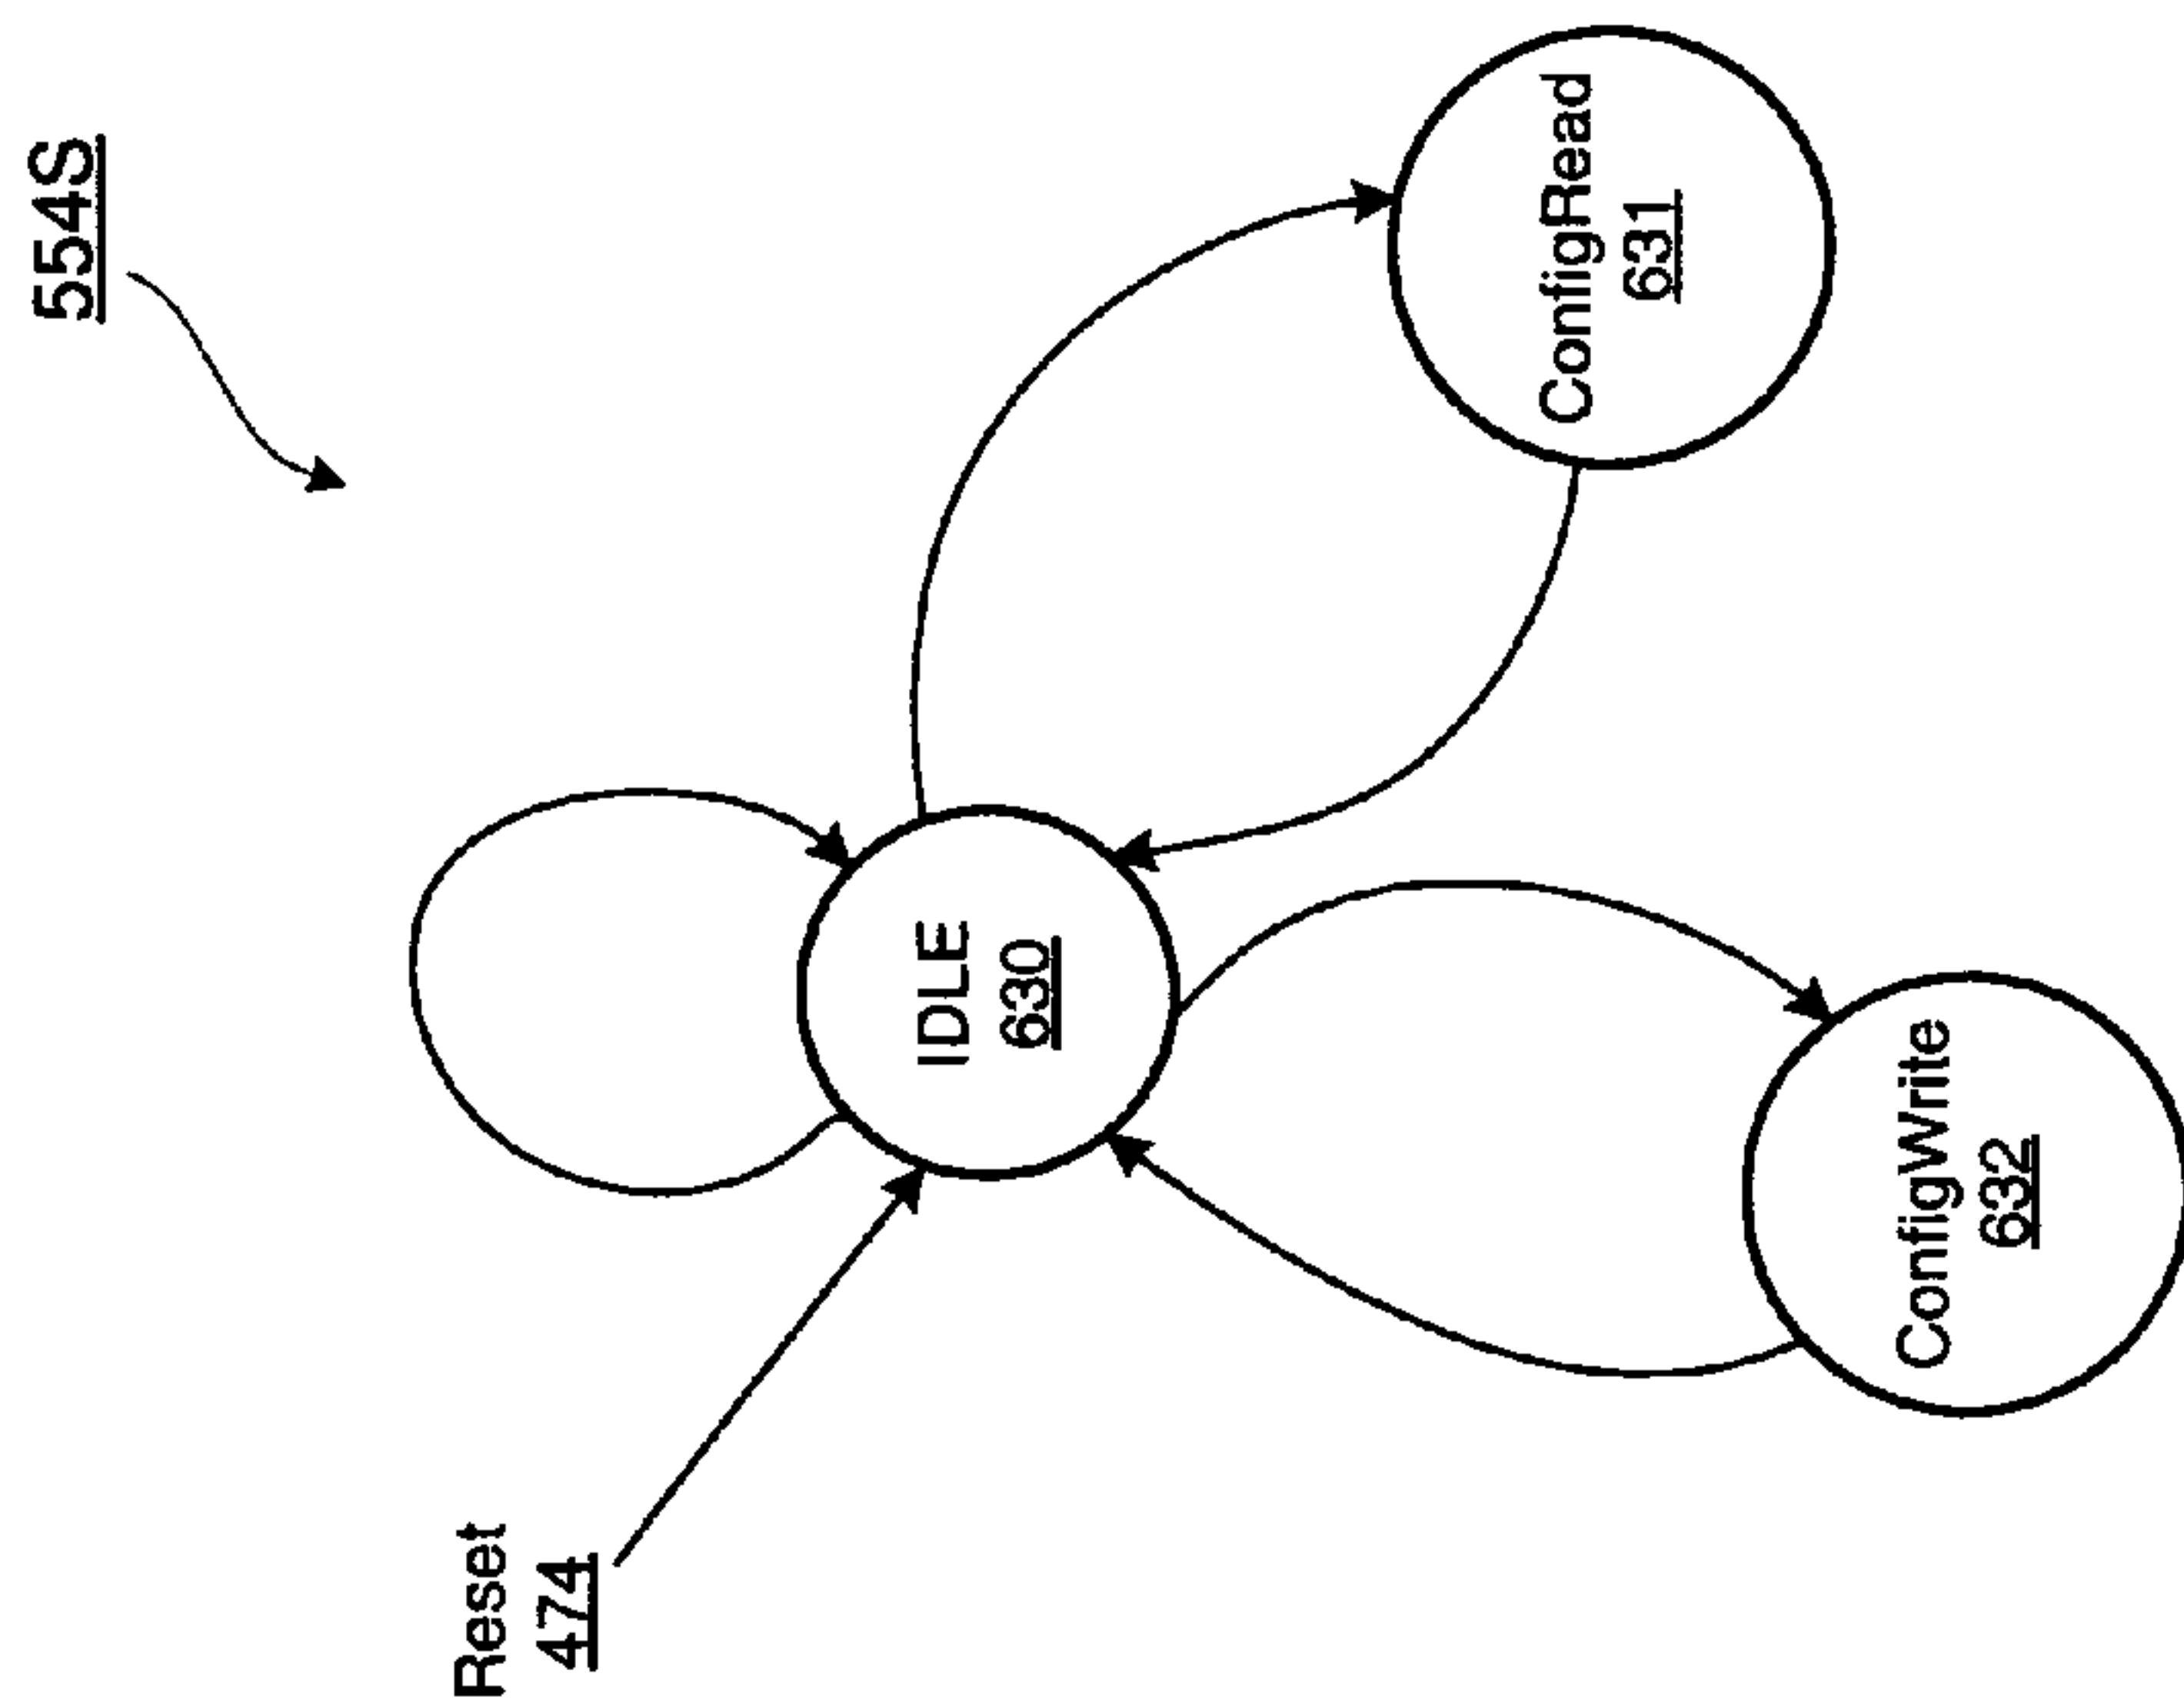 554S
Reset
474
IDLE
630
ConfigRead
631
ConfigWrite
632